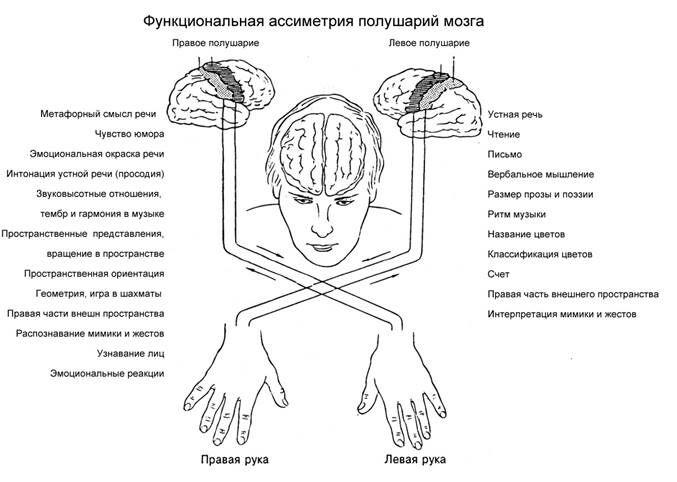 Функциональная ассиметрия полушарий мозга
Правое полушарие
Левое полушарие
Метафорный смысл речи
Чувство юмора
Эмоциональная окраска речи
Интонация устной речи (просодия)
Звуковысотные отношения,
тембр и гармония в музыке
Пространственные представления,
вращение в пространстве
Пространственная ориентация
Геометрия, игра в шахматы
Правая части внешн пространства
Распознавание мимики и жестов
Узнавание лиц
Эмоциональные реакции
Устная речь
Чтение
Письмо
Вербальное мышление
Размер прозы и поэзии
Ритм музыки
Название цветов
Классификация цветов
Счет
Правая часть внешнего пространства
Интерпретация мимики и жестов
Правая рука
Левая рука